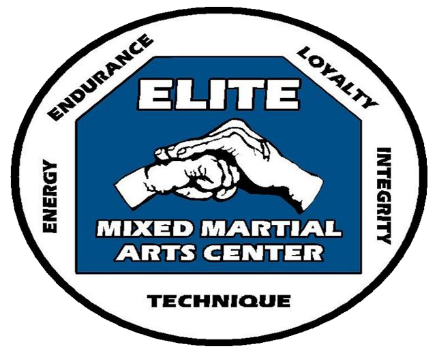 ENERGY
ENDURANCE
LOYALTY
INTEGRITY
ELITE
MIXED MARTIAL
ARTS CENTER
TECHNIQUE